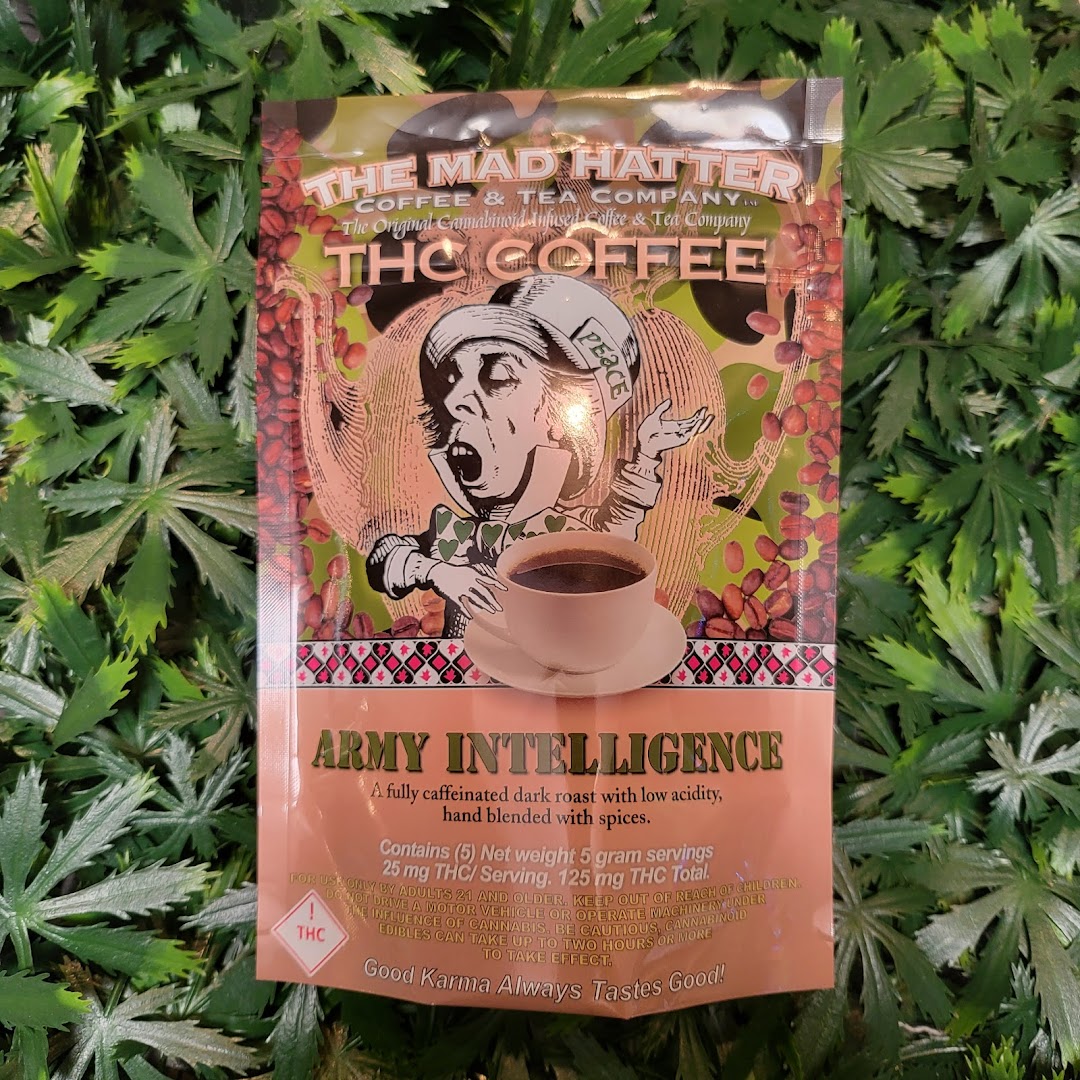 THE MAD HATTER
COFFEE & TEA COMPANY
The Original Cannabinoid Infused Coffee & Tea Company
THC COFFEE
PEACE
ARMY INTELLIGENCE
A fully caffeinated dark roast with low acidity,
hand blended with spices.
Contains (5) Net weight 5 gram servings
25 mg THC/ Serving. 125 mg THC Total.
FOR USE ONLY BY ADULTS 21 AND OLDER. KEEP OUT OF REACH OF CHILDREN.
DO NOT DRIVE A MOTOR VEHICLE OR OPERATE MACHINERY UNDER
THE INFLUENCE OF CANNABIS. BE CAUTIOUS, CANNABINOID
EDIBLES CAN TAKE UP TO TWO HOURS OR MORE
TO TAKE EFFECT.
!
THC
Good Karma Always Tastes Good!